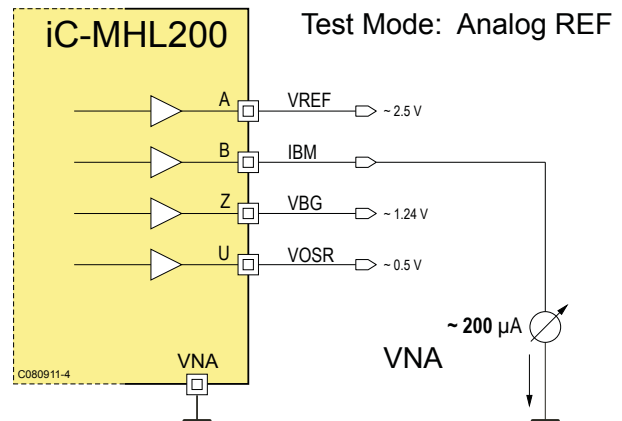 iC-MHL200
Test Mode: Analog REF
A VREF ~ 2.5 V
B IBM
Z VBG ~ 1.24 V
U VOSR ~ 0.5 V
~ 200 µA
VNA
VNA
C080911-4